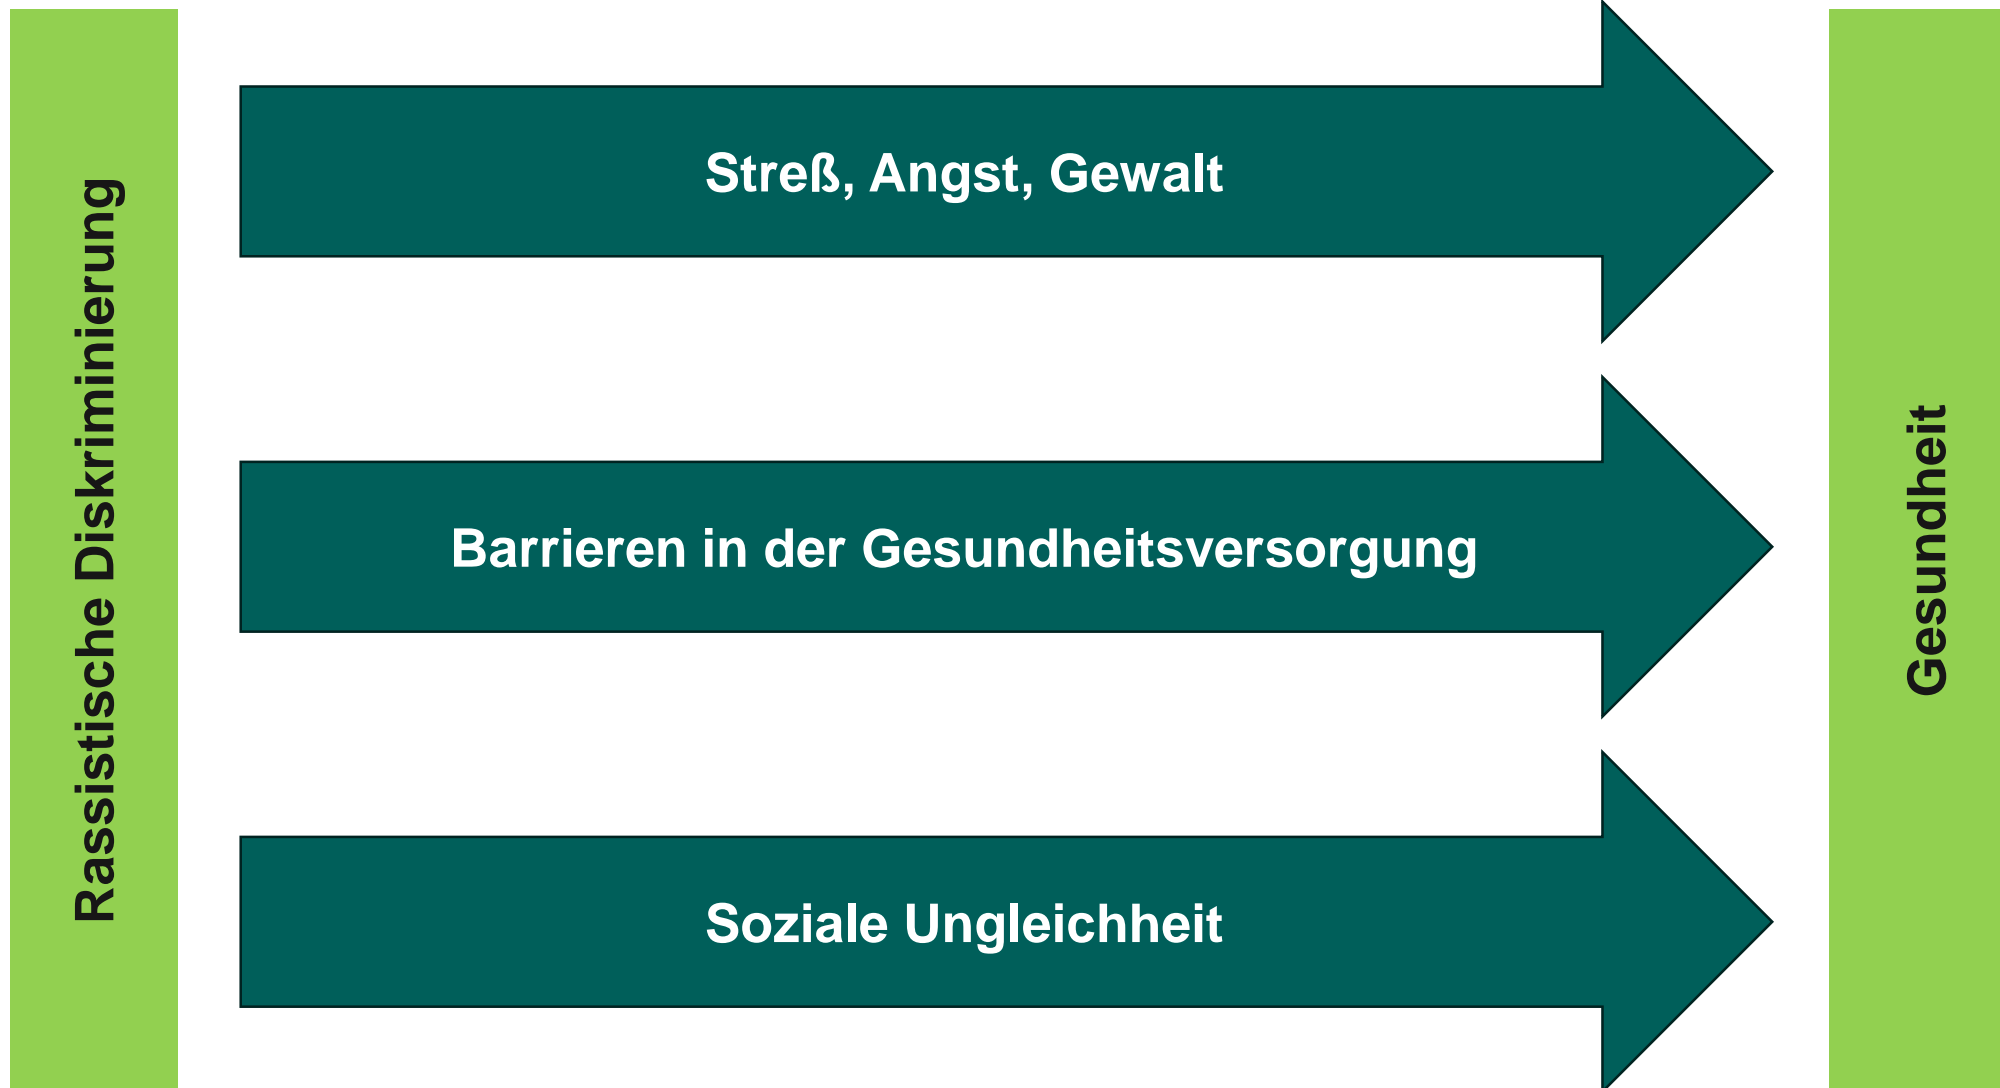 Rassistische Diskriminierung
Streß, Angst, Gewalt
Barrieren in der Gesundheitsversorgung
Soziale Ungleichheit
Gesundheit